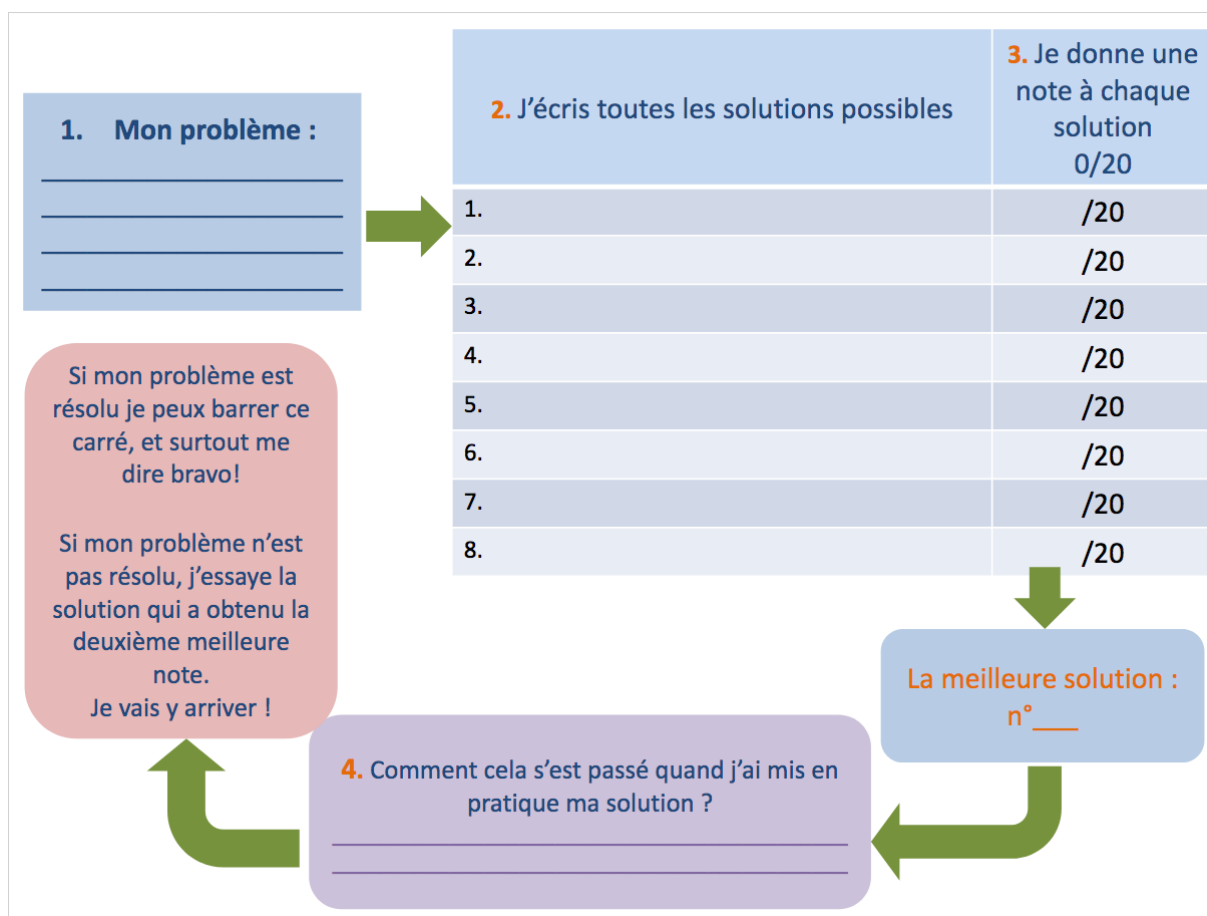 1. Mon problème :
2. J'écris toutes les solutions possibles
3. Je donne une
note à chaque
solution
0/20
1. /20
2. /20
3. /20
4. /20
5. /20
6. /20
7. /20
8. /20
La meilleure solution :
n°___
4. Comment cela s'est passé quand j'ai mis en
pratique ma solution ?
Si mon problème est
résolu je peux barrer ce
carré, et surtout me
dire bravo!
Si mon problème n'est
pas résolu, j'essaye la
solution qui a obtenu la
deuxième meilleure
note.
Je vais y arriver !